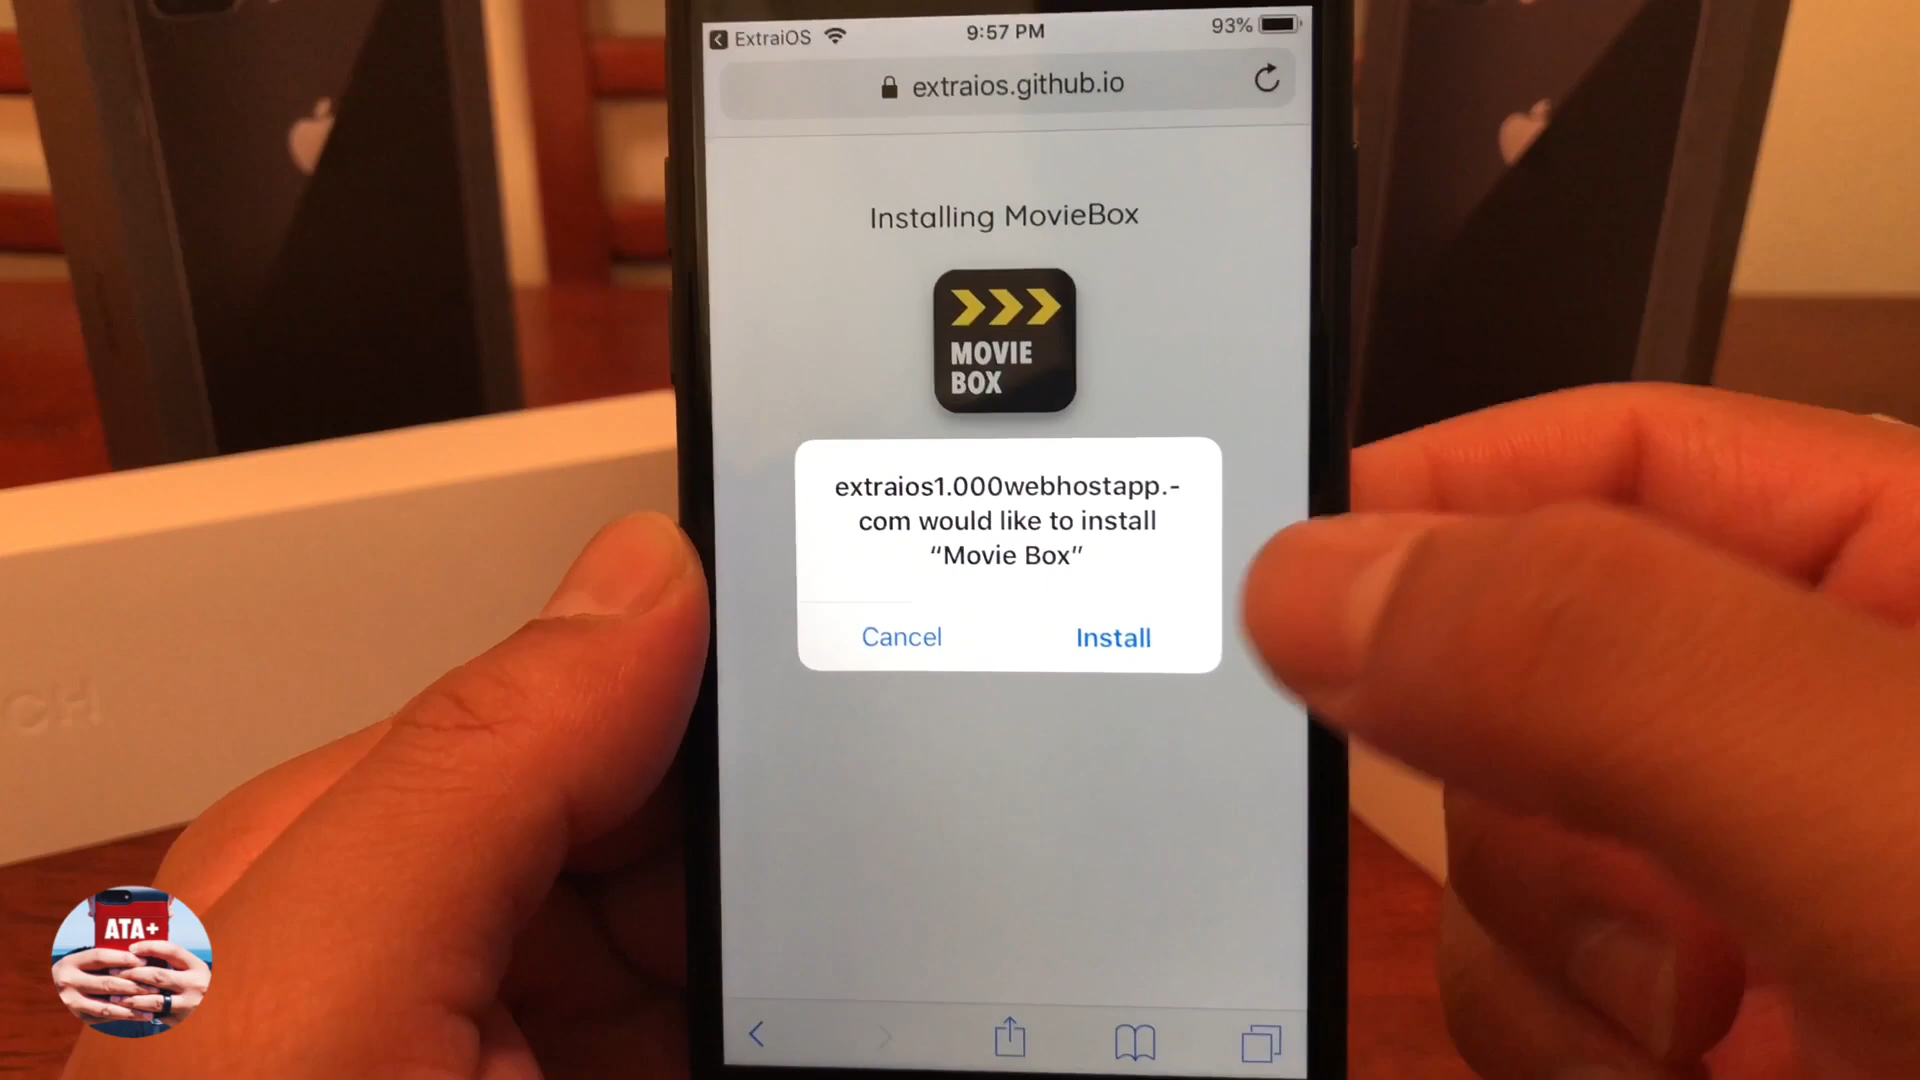 ExtraiOS
9:57 PM
93%
extraios.github.io
Installing MovieBox
MOVIE
BOX
extraios1.000webhostapp.-
com would like to install
“Movie Box”
Cancel
Install
CH
ATA+